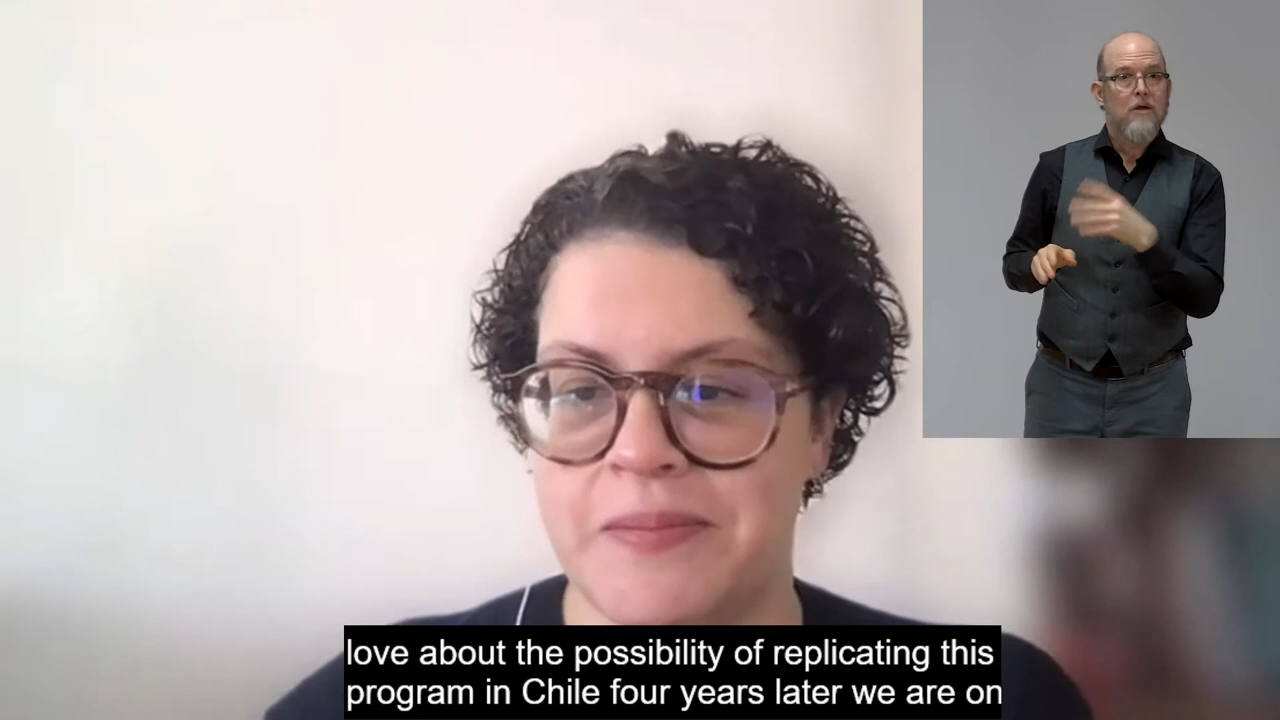 love about the possibility of replicating this
program in Chile four years later we are on